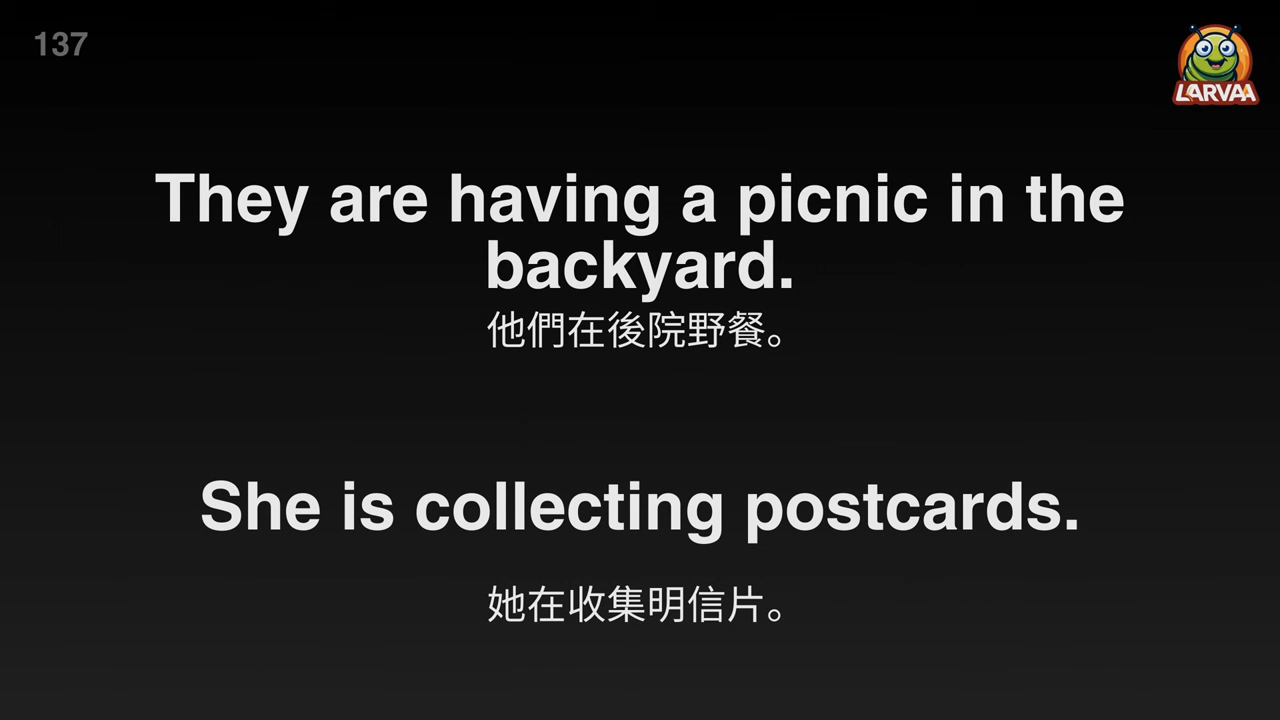 137
LARVAA
They are having a picnic in the
backyard.
他們在後院野餐。
She is collecting postcards.
她在收集明信片。